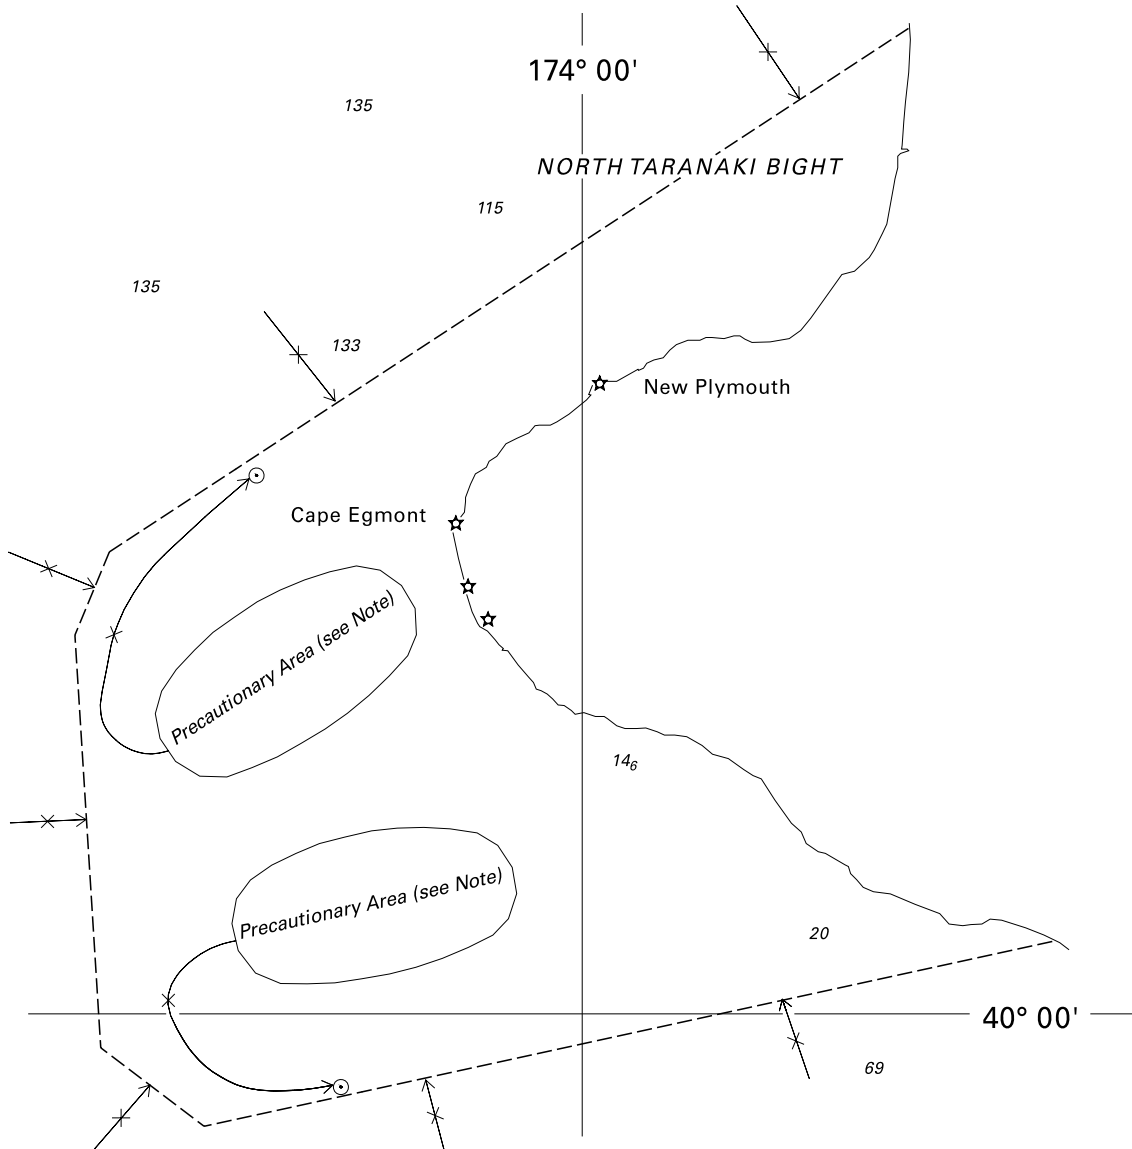 174° 00'
135
NORTH TARANAKI BIGHT
115
135
133
New Plymouth
Cape Egmont
Precautionary Area (see Note)
14₆
Precautionary Area (see Note)
20
40° 00'
69